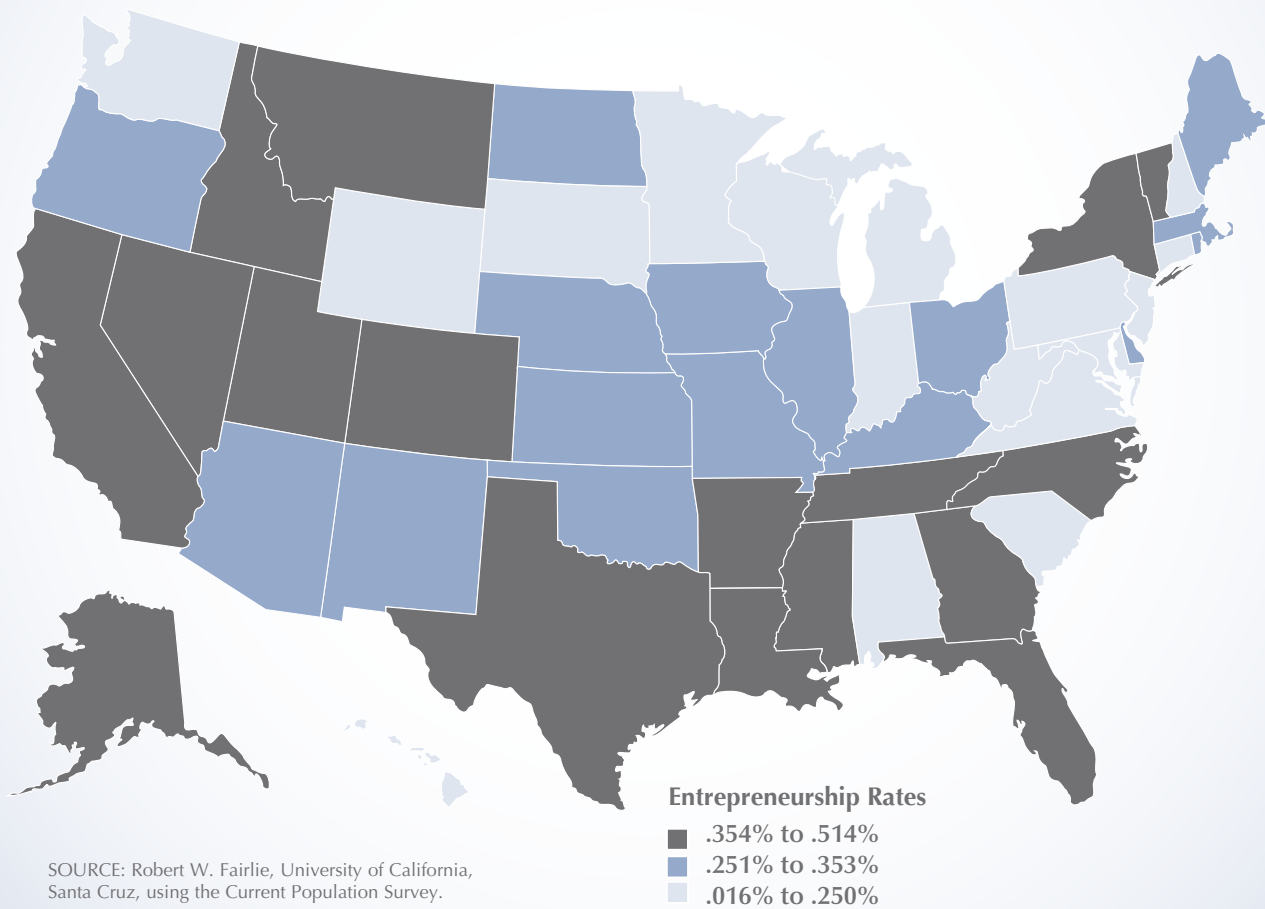 Entrepreneurship Rates
.354% to .514%
.251% to .353%
.016% to .250%
SOURCE: Robert W. Fairlie, University of California,
Santa Cruz, using the Current Population Survey.